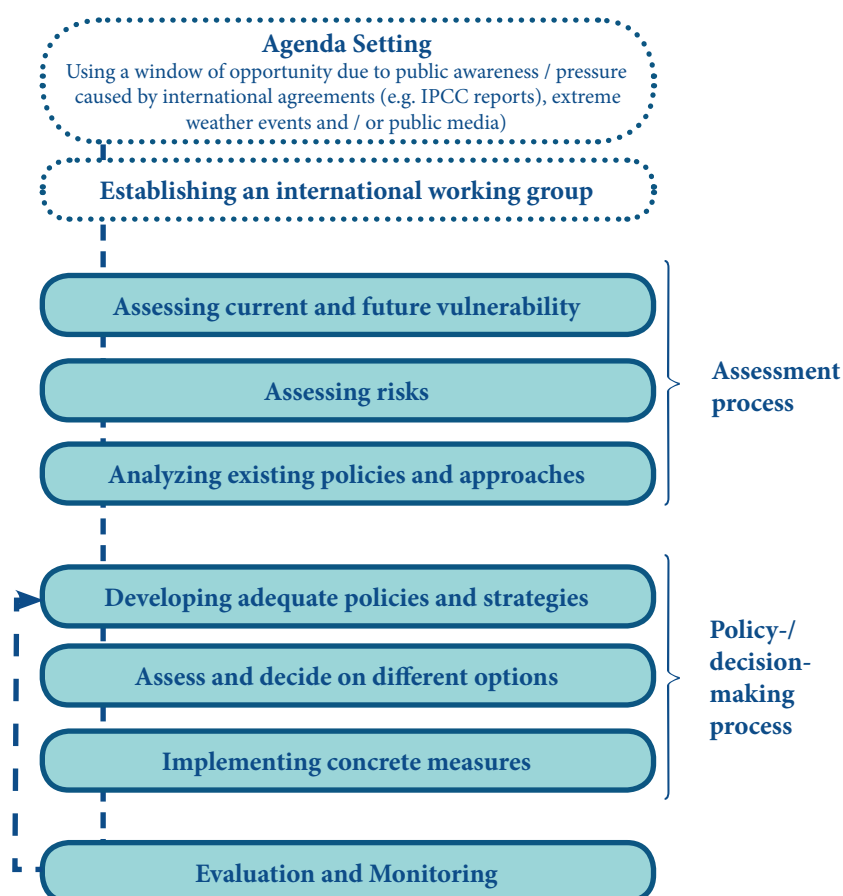 Agenda Setting
Using a window of opportunity due to public awareness / pressure
caused by international agreements (e.g. IPCC reports), extreme
weather events and / or public media)
Establishing an international working group
Assessing current and future vulnerability
Assessing risks
Analyzing existing policies and approaches
Assessment
process
Developing adequate policies and strategies
Assess and decide on different options
Implementing concrete measures
Policy-/
decision-
making
process
Evaluation and Monitoring